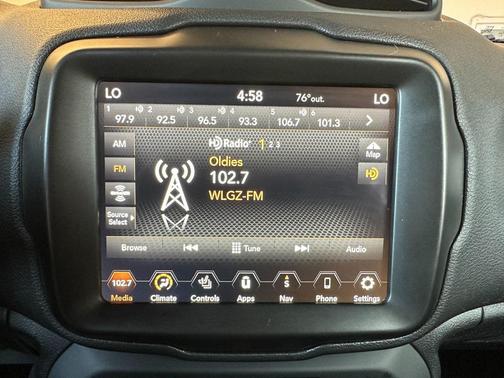 LO 4:58 76°out. LO
1 2 3 4 5 6
97.9 92.5 96.5 93.3 106.7 101.3
AM HD Radio 1 2 3 Map
Oldies
FM 102.7 HD
WLGZ-FM
Source
Select
Browse Tune Audio
102.7 S
Media Climate Controls Apps Nav Phone Settings